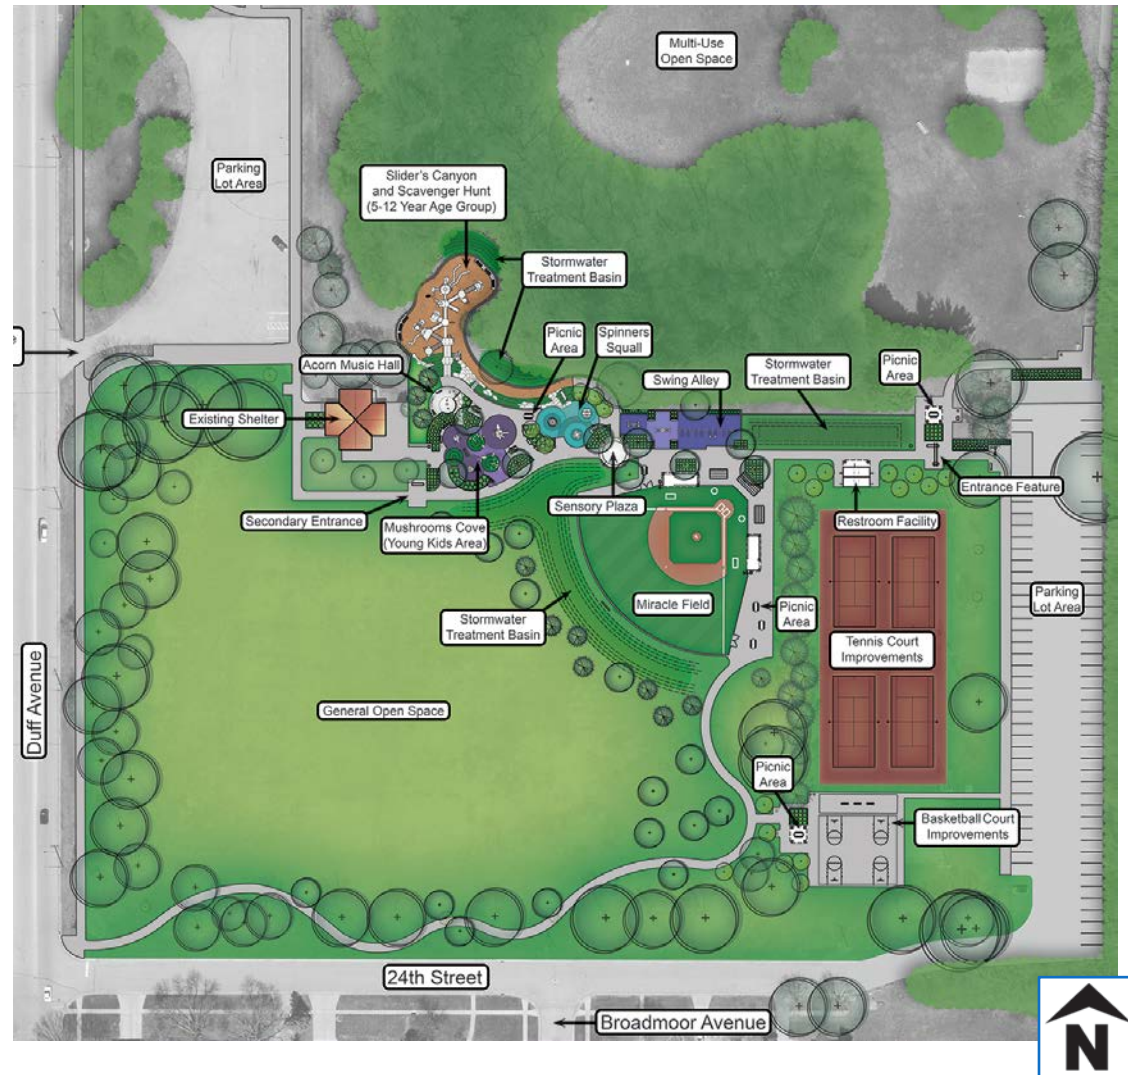 Multi-Use
Open Space
Parking
Lot Area
Slider's Canyon
and Scavenger Hunt
(5-12 Year Age Group)
Stormwater
Treatment Basin
Picnic
Area
Spinners
Squall
Acorn Music Hall
Swing Alley
Stormwater
Treatment Basin
Picnic
Area
Existing Shelter
Entrance Feature
Sensory Plaza
Secondary Entrance
Mushrooms Cove
(Young Kids Area)
Restroom Facility
Miracle Field
Picnic
Area
Parking
Lot Area
Stormwater
Treatment Basin
Tennis Court
Improvements
Duff Avenue
General Open Space
Picnic
Area
Basketball Court
Improvements
24th Street
Broadmoor Avenue
N